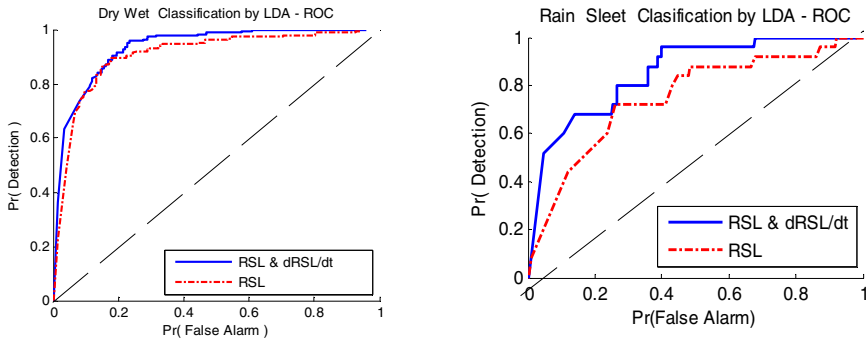 Dry Wet Classification by LDA - ROC
1
0.8
0.6
0.4
0.2
0
0
0.2
0.4
0.6
0.8
1
Pr( Detection )
Pr( False Alarm )
RSL & dRSL/dt
RSL
Rain Sleet Clasification by LDA - ROC
1
0.8
0.6
0.4
0.2
0
0
0.2
0.4
0.6
0.8
1
Pr( Detection)
Pr(False Alarm)
RSL & dRSL/dt
RSL